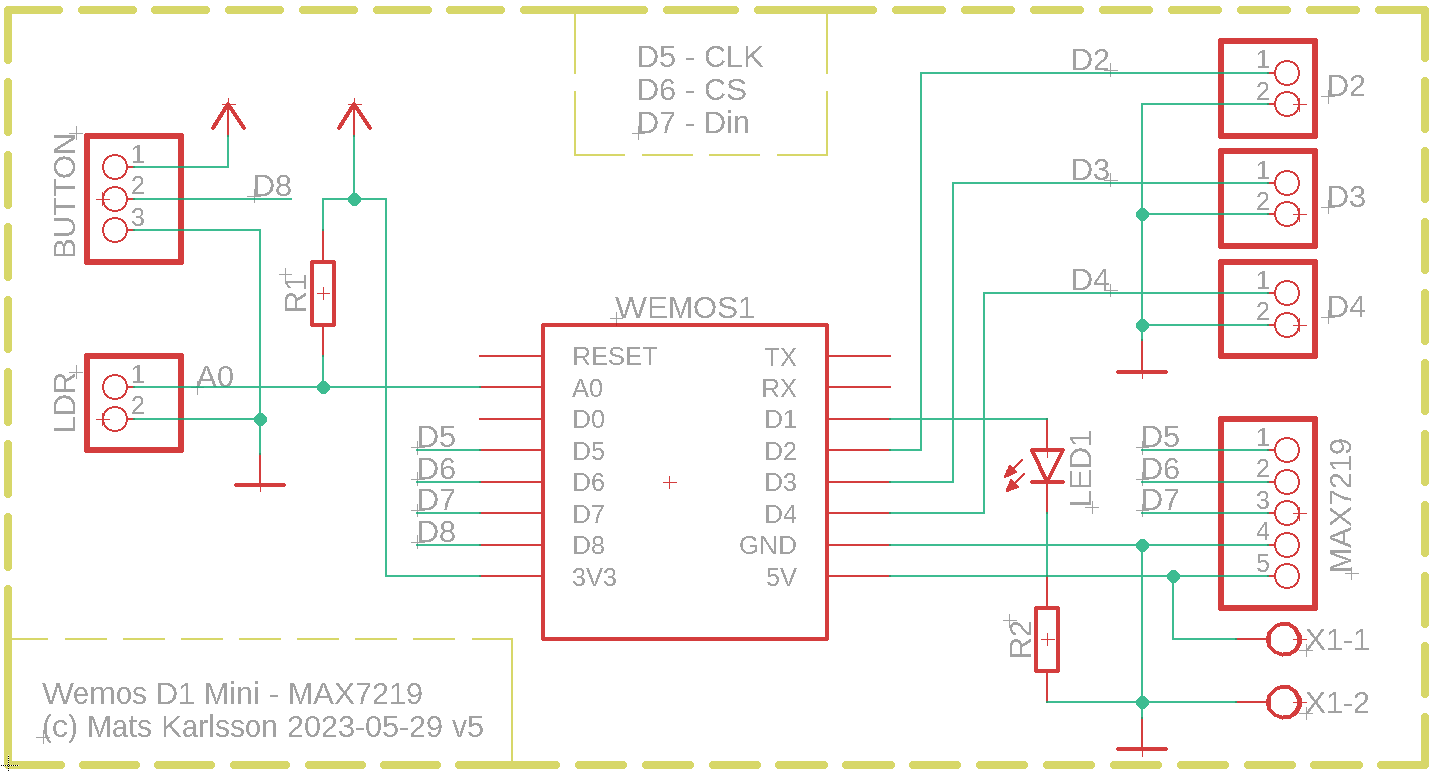 D5 - CLK
D6 - CS
D7 - Din
BUTTON
1
2
3
D8
R1
LDR
1
2
A0
WEMOS1
RESET
A0
D0
D5
D6
D7
D8
3V3
TX
RX
D1
D2
D3
D4
GND
5V
D5
D6
D7
D8
D2
1
2
D2
D3
1
2
D3
D4
1
2
D4
LED1
R2
D5
D6
D7
1
2
3
4
5
MAX7219
X1-1
X1-2
Wemos D1 Mini - MAX7219
(c) Mats Karlsson 2023-05-29 v5